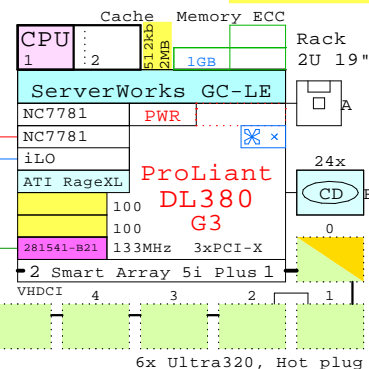 Cache Memory ECC
CPU
1
2
512kb
2MB
1GB
Rack
2U 19"
ServerWorks GC-LE
A
NC7781
PWR
NC7781
×
iLO
24x
ATI RageXL
ProLiant
DL380
G3
CD
100
100
0
281541-B21
133MHz 3xPCI-X
2 Smart Array 5i Plus 1
VHDCI
4 3 2 1
6x Ultra320, Hot plug